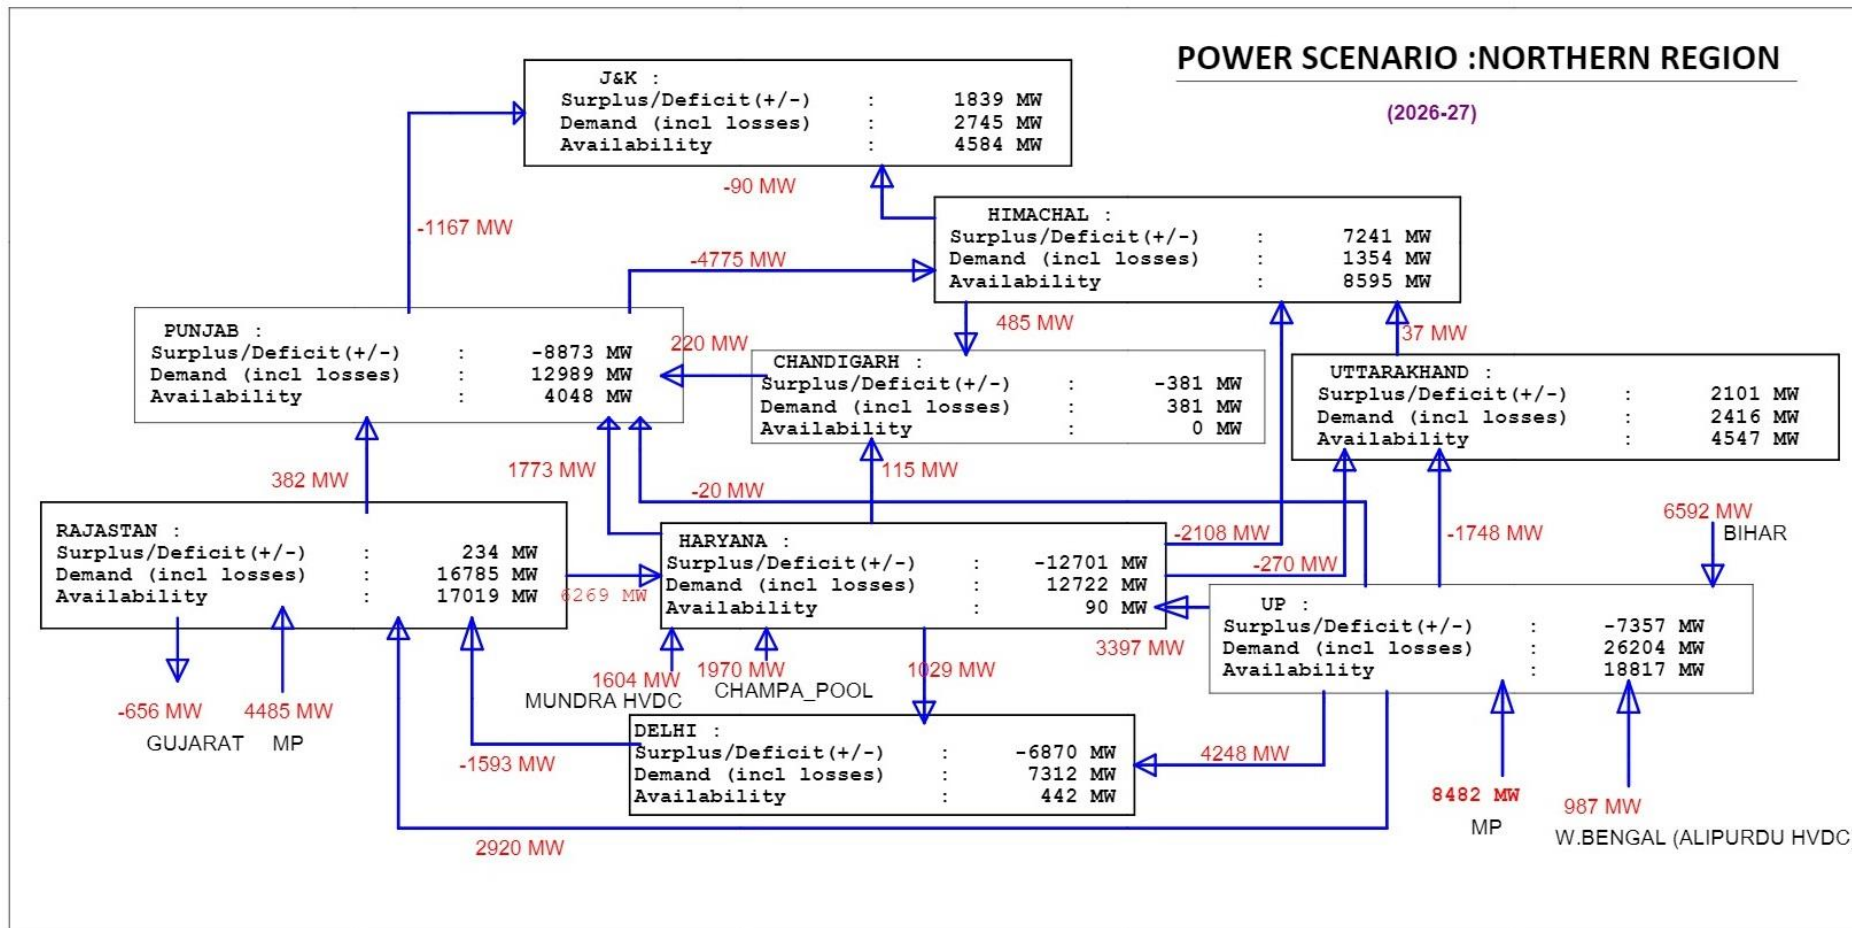 POWER SCENARIO :NORTHERN REGION
(2026-27)
J&K :
Surplus/Deficit(+/-) : 1839 MW
Demand (incl losses) : 2745 MW
Availability : 4584 MW
-90 MW
-1167 MW
HIMACHAL :
Surplus/Deficit(+/-) : 7241 MW
Demand (incl losses) : 1354 MW
Availability : 8595 MW
-4775 MW
485 MW
37 MW
PUNJAB :
Surplus/Deficit(+/-) : -8873 MW
Demand (incl losses) : 12989 MW
Availability : 4048 MW
220 MW
CHANDIGARH :
Surplus/Deficit(+/-) : -381 MW
Demand (incl losses) : 381 MW
Availability : 0 MW
UTTARAKHAND :
Surplus/Deficit(+/-) : 2101 MW
Demand (incl losses) : 2416 MW
Availability : 4547 MW
382 MW
1773 MW
115 MW
-20 MW
-2108 MW
-270 MW
-1748 MW
6592 MW
BIHAR
RAJASTAN :
Surplus/Deficit(+/-) : 234 MW
Demand (incl losses) : 16785 MW
Availability : 17019 MW
6269 MW
HARYANA :
Surplus/Deficit(+/-) : -12701 MW
Demand (incl losses) : 12722 MW
Availability : 90 MW
3397 MW
UP :
Surplus/Deficit(+/-) : -7357 MW
Demand (incl losses) : 26204 MW
Availability : 18817 MW
-656 MW
GUJARAT
4485 MW
MP
1604 MW
MUNDRA HVDC
1970 MW
CHAMPA_POOL
1029 MW
DELHI :
Surplus/Deficit(+/-) : -6870 MW
Demand (incl losses) : 7312 MW
Availability : 442 MW
-1593 MW
4248 MW
2920 MW
8482 MW
MP
987 MW
W.BENGAL (ALIPURDU HVDC